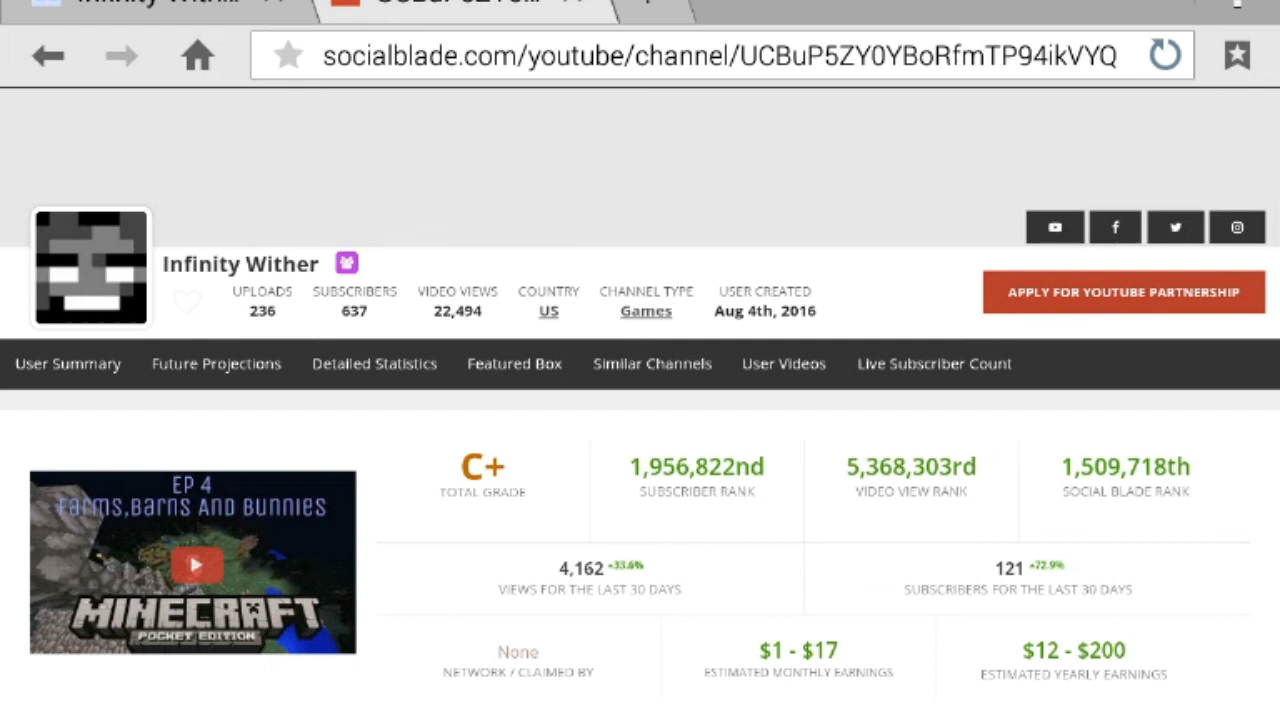 socialblade.com/youtube/channel/UCBuP5ZY0YBoRfmTP94ikVYQ
Infinity Wither
UPLOADS SUBSCRIBERS VIDEO VIEWS COUNTRY CHANNEL TYPE USER CREATED
236 637 22,494 US Games Aug 4th, 2016
APPLY FOR YOUTUBE PARTNERSHIP
User Summary Future Projections Detailed Statistics Featured Box Similar Channels User Videos Live Subscriber Count
EP 4
Farms,Barns And Bunnies
MINECRAFT
POCKET EDITION
C+ 1,956,822nd 5,368,303rd 1,509,718th
TOTAL GRADE SUBSCRIBER RANK VIDEO VIEW RANK SOCIAL BLADE RANK
4,162 +33.6% 121 +72.9%
VIEWS FOR THE LAST 30 DAYS SUBSCRIBERS FOR THE LAST 30 DAYS
None $1 - $17 $12 - $200
NETWORK / CLAIMED BY ESTIMATED MONTHLY EARNINGS ESTIMATED YEARLY EARNINGS